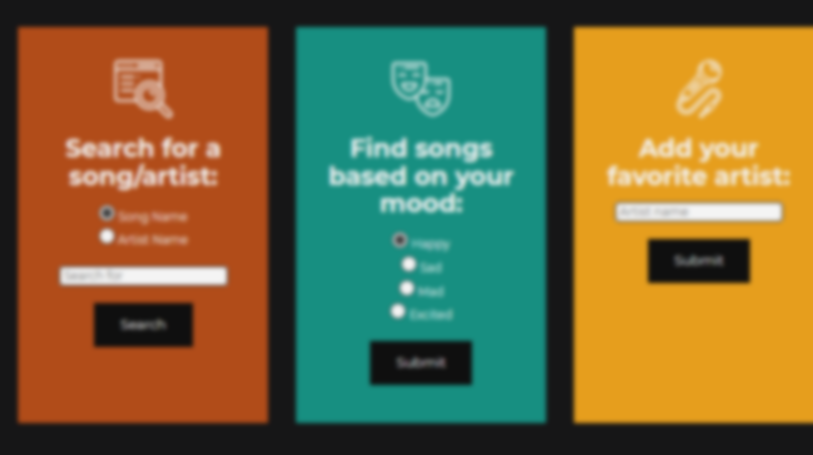 Search for a
song/artist:
Song Name
Artist Name
Search for
Search
Find songs
based on your
mood:
Happy
Sad
Mad
Excited
Submit
Add your
favorite artist:
Artist name
Submit